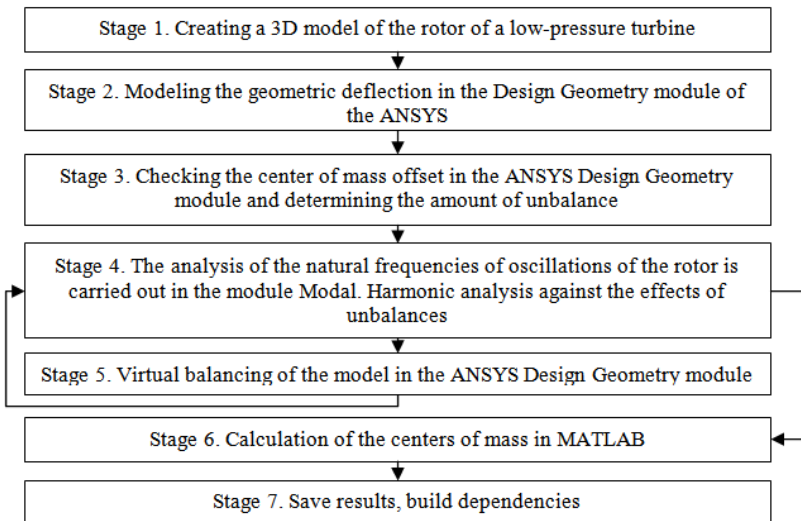 Stage 1. Creating a 3D model of the rotor of a low-pressure turbine
Stage 2. Modeling the geometric deflection in the Design Geometry module of
the ANSYS
Stage 3. Checking the center of mass offset in the ANSYS Design Geometry
module and determining the amount of unbalance
Stage 4. The analysis of the natural frequencies of oscillations of the rotor is
carried out in the module Modal. Harmonic analysis against the effects of
unbalances
Stage 5. Virtual balancing of the model in the ANSYS Design Geometry module
Stage 6. Calculation of the centers of mass in MATLAB
Stage 7. Save results, build dependencies